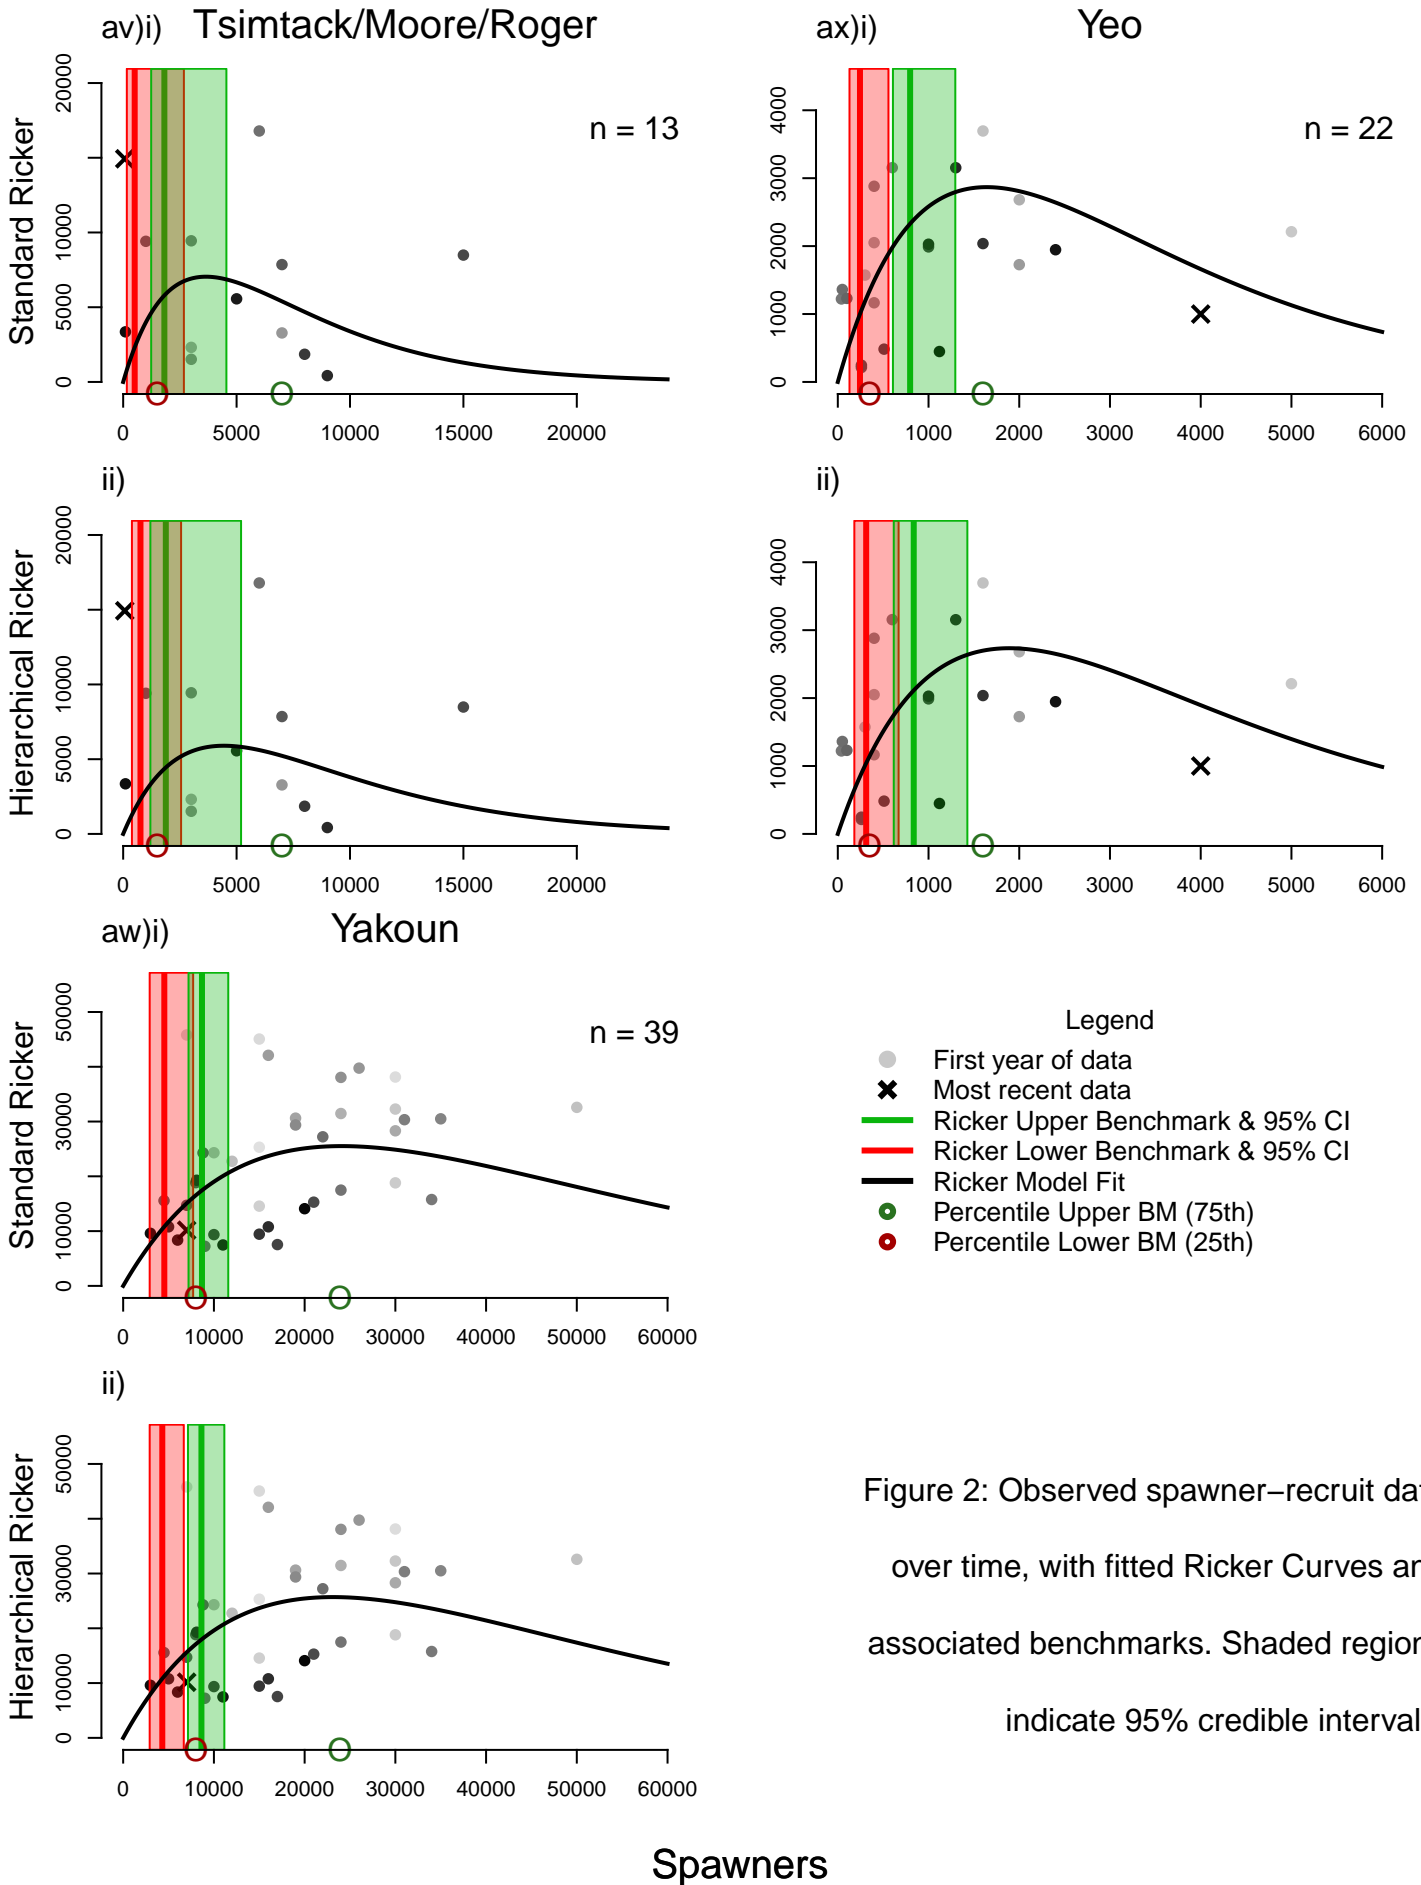 av)i) Tsimtack/Moore/Roger
Standard Ricker
0 5000 10000 20000
n = 13
0 5000 10000 15000 20000
ii)
Hierarchical Ricker
0 5000 10000 20000
0 5000 10000 15000 20000
ax)i) Yeo
0 1000 2000 3000 4000
n = 22
0 1000 2000 3000 4000 5000 6000
ii)
0 1000 2000 3000 4000
0 1000 2000 3000 4000 5000 6000
aw)i) Yakoun
Standard Ricker
0 10000 30000 50000
n = 39
0 10000 20000 30000 40000 50000 60000
ii)
Hierarchical Ricker
0 10000 30000 50000
0 10000 20000 30000 40000 50000 60000
Legend
First year of data
Most recent data
Ricker Upper Benchmark & 95% CI
Ricker Lower Benchmark & 95% CI
Ricker Model Fit
Percentile Upper BM (75th)
Percentile Lower BM (25th)
Figure 2: Observed spawner−recruit dat
over time, with fitted Ricker Curves an
associated benchmarks. Shaded region
indicate 95% credible interval
Spawners